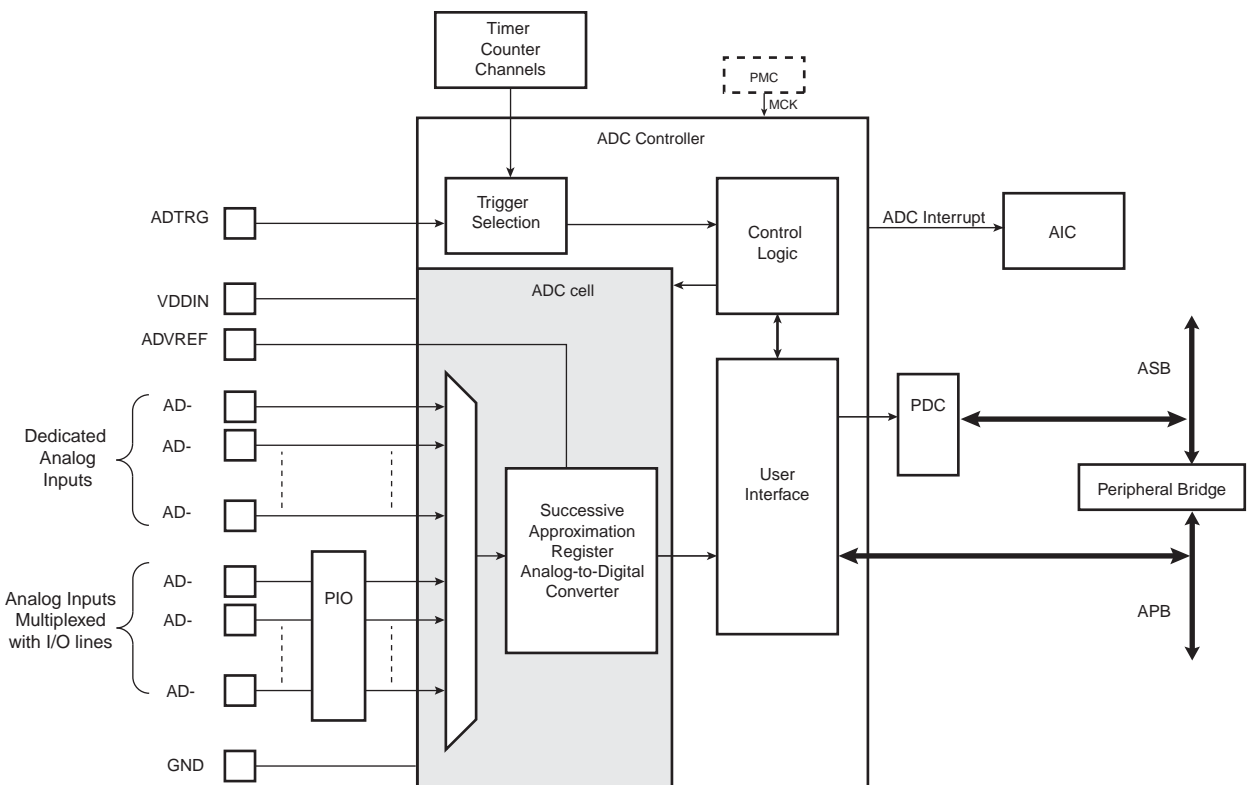 Timer
Counter
Channels
PMC
MCK
ADC Controller
ADTRG
Trigger
Selection
Control
Logic
ADC Interrupt
AIC
VDDIN
ADC cell
ADVREF
Dedicated
Analog
Inputs
AD-
AD-
AD-
Successive
Approximation
Register
Analog-to-Digital
Converter
User
Interface
PDC
ASB
Peripheral Bridge
Analog Inputs
Multiplexed
with I/O lines
AD-
AD-
AD-
PIO
APB
GND